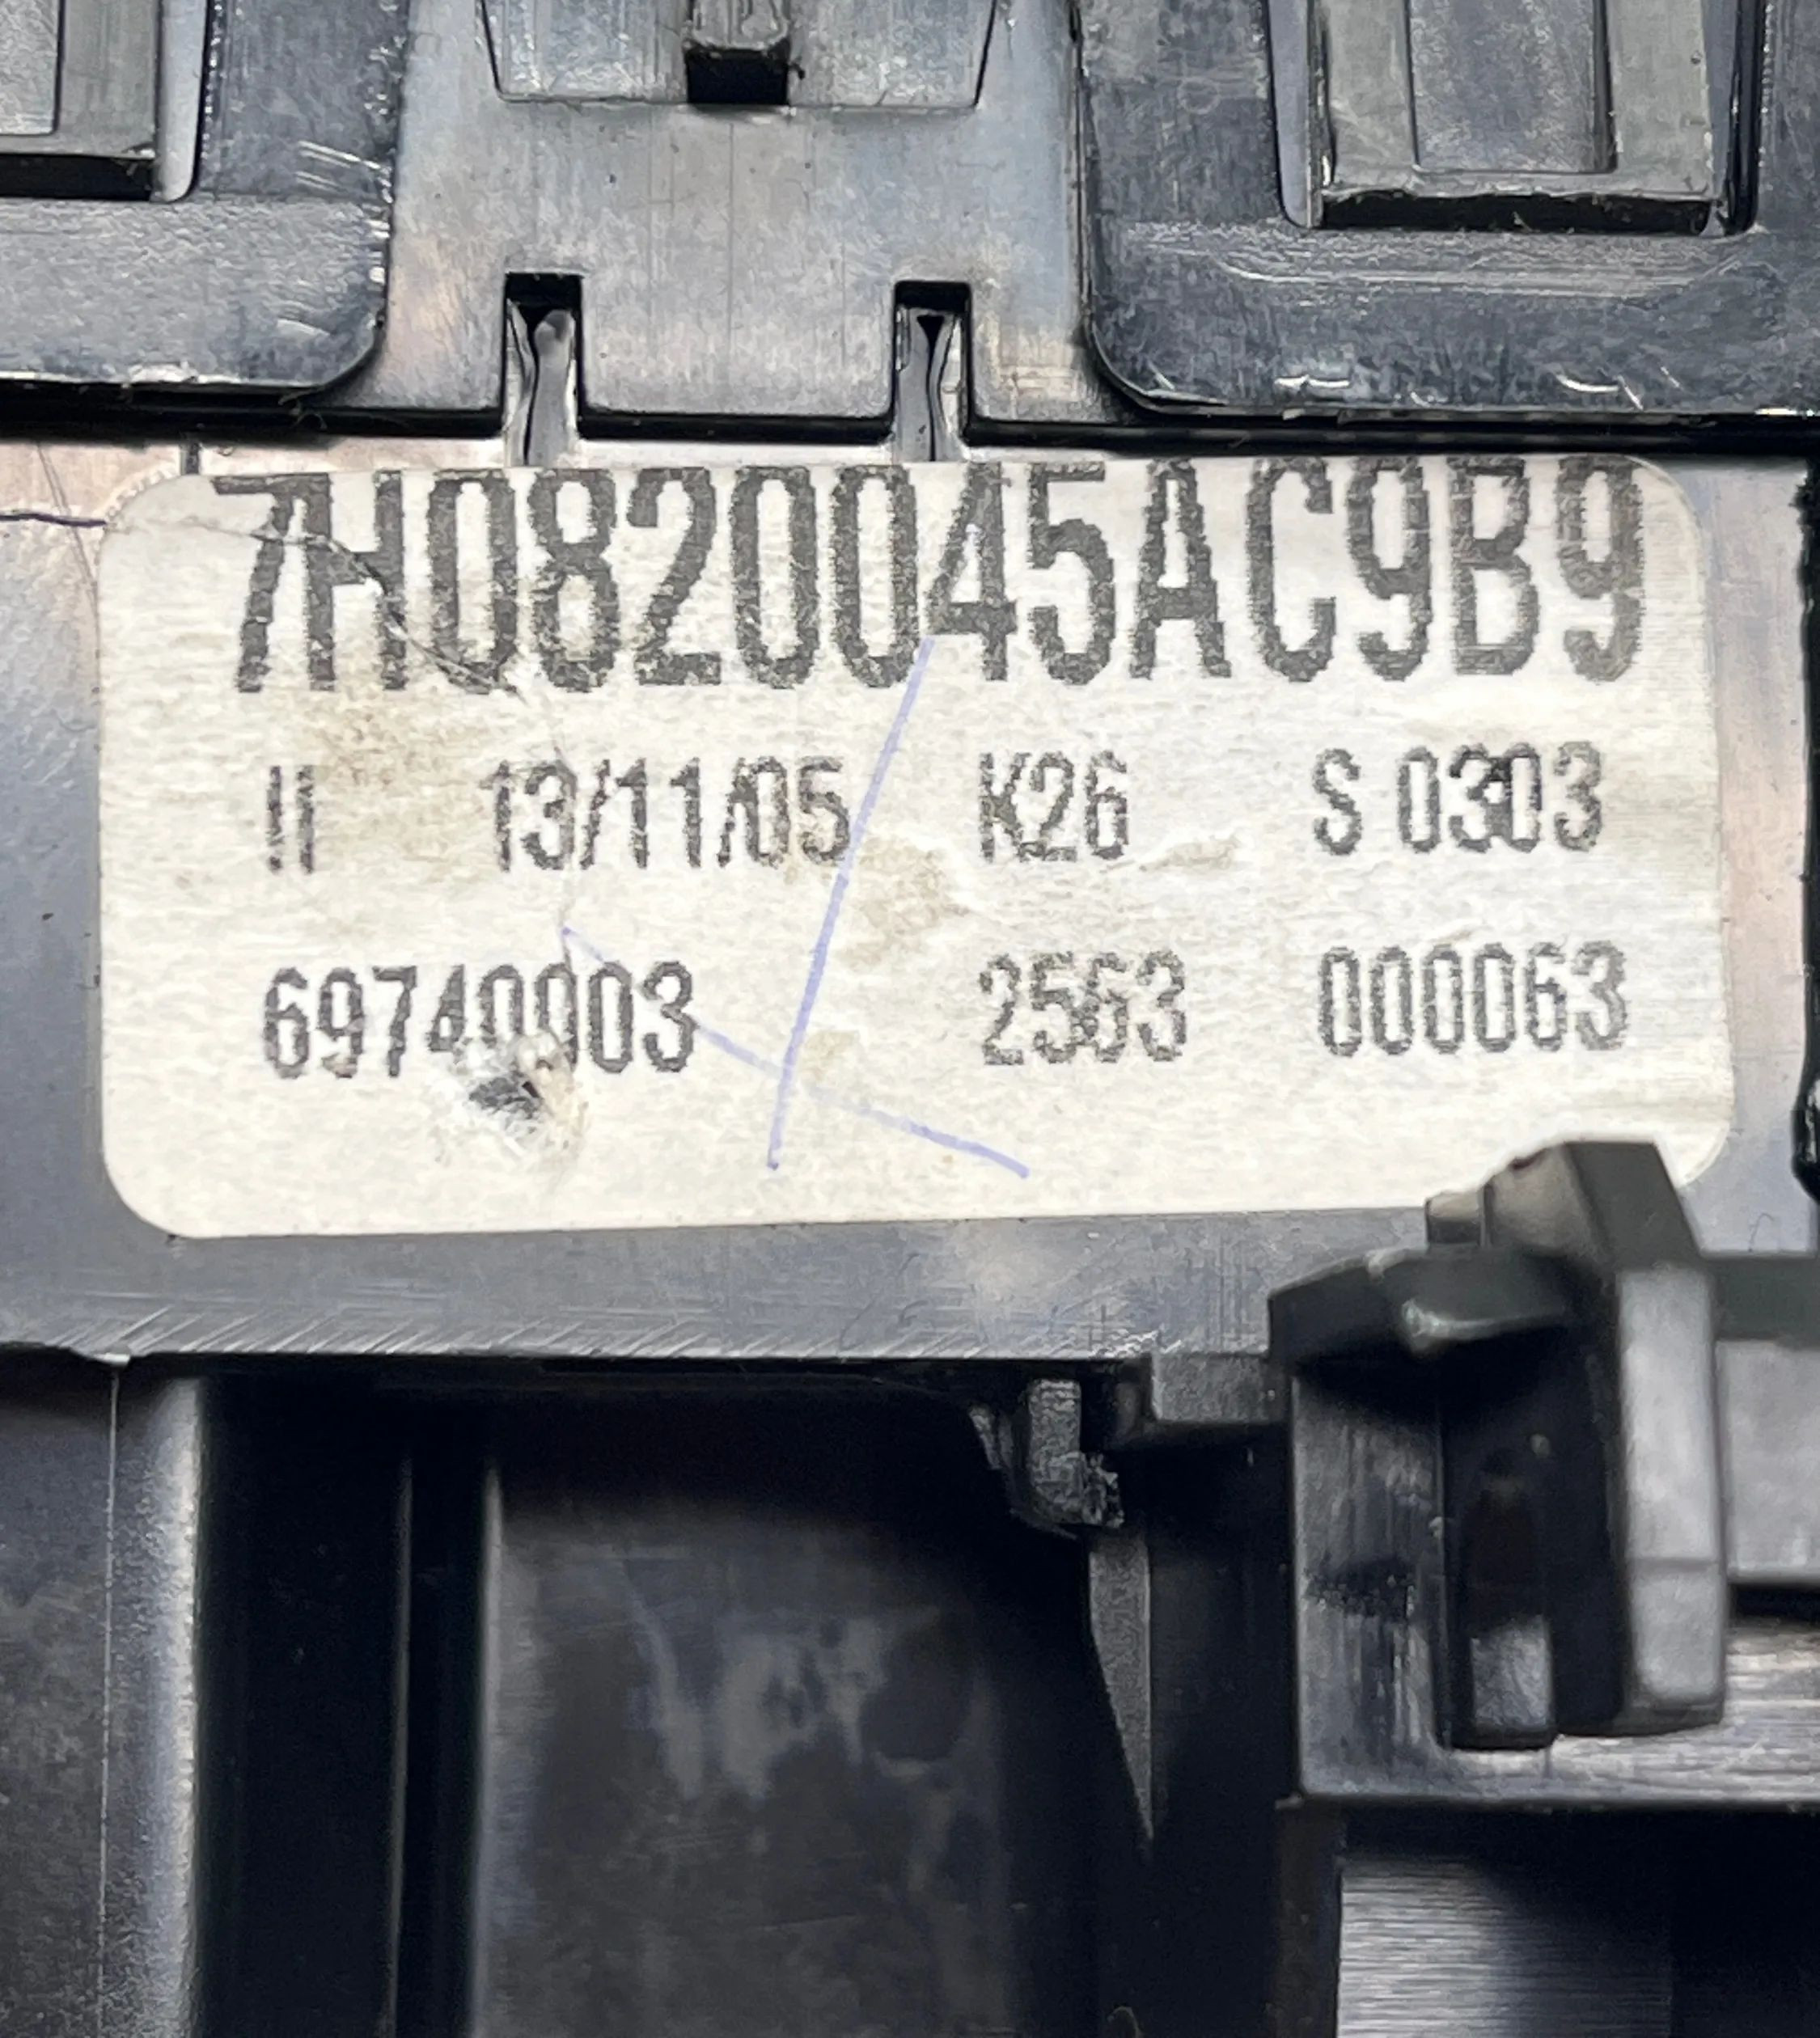 7H0820045AC9B9
II 13/11/05 K26 S 0303
69740003 2563 000063